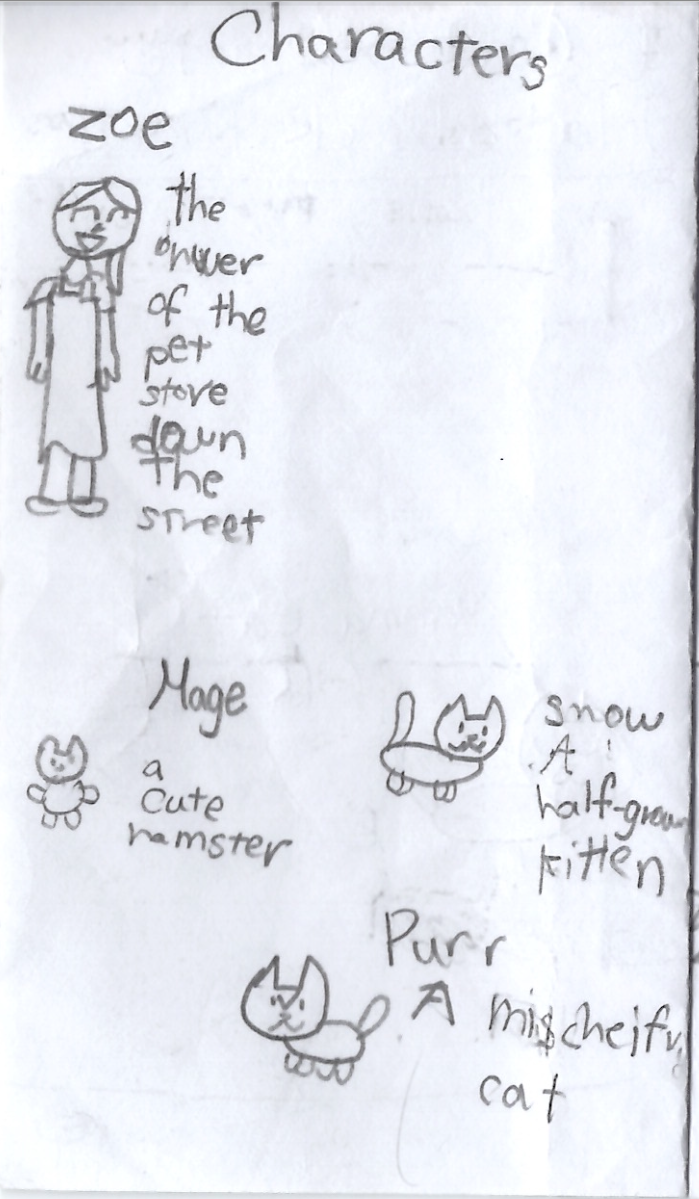 Characters
zoe
the
onwer
of the
pet
store
down
the
street
Mage
a
cute
hamster
snow
A
half-grown
kitten
Purr
A mischeifu
cat